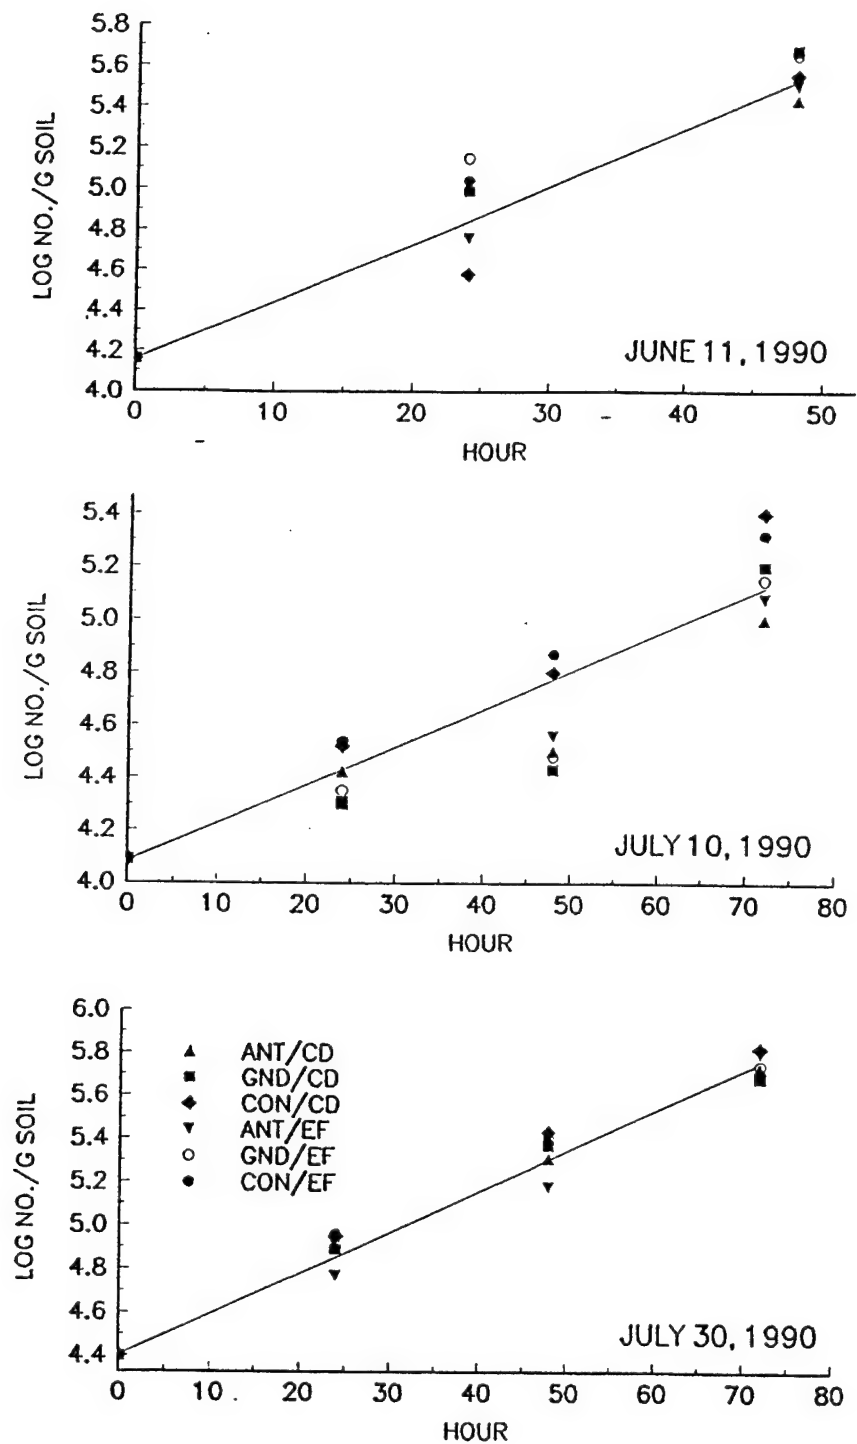 5.8
5.6
5.4
5.2
5.0
4.8
4.6
4.4
4.2
4.0
LOG NO./G SOIL
JUNE 11, 1990
0 10 20 30 40 50
HOUR
5.4
5.2
5.0
4.8
4.6
4.4
4.2
4.0
LOG NO./G SOIL
JULY 10, 1990
0 10 20 30 40 50 60 70 80
HOUR
6.0
5.8
5.6
5.4
5.2
5.0
4.8
4.6
4.4
LOG NO./G SOIL
ANT/CD
GND/CD
CON/CD
ANT/EF
GND/EF
CON/EF
JULY 30, 1990
0 10 20 30 40 50 60 70 80
HOUR